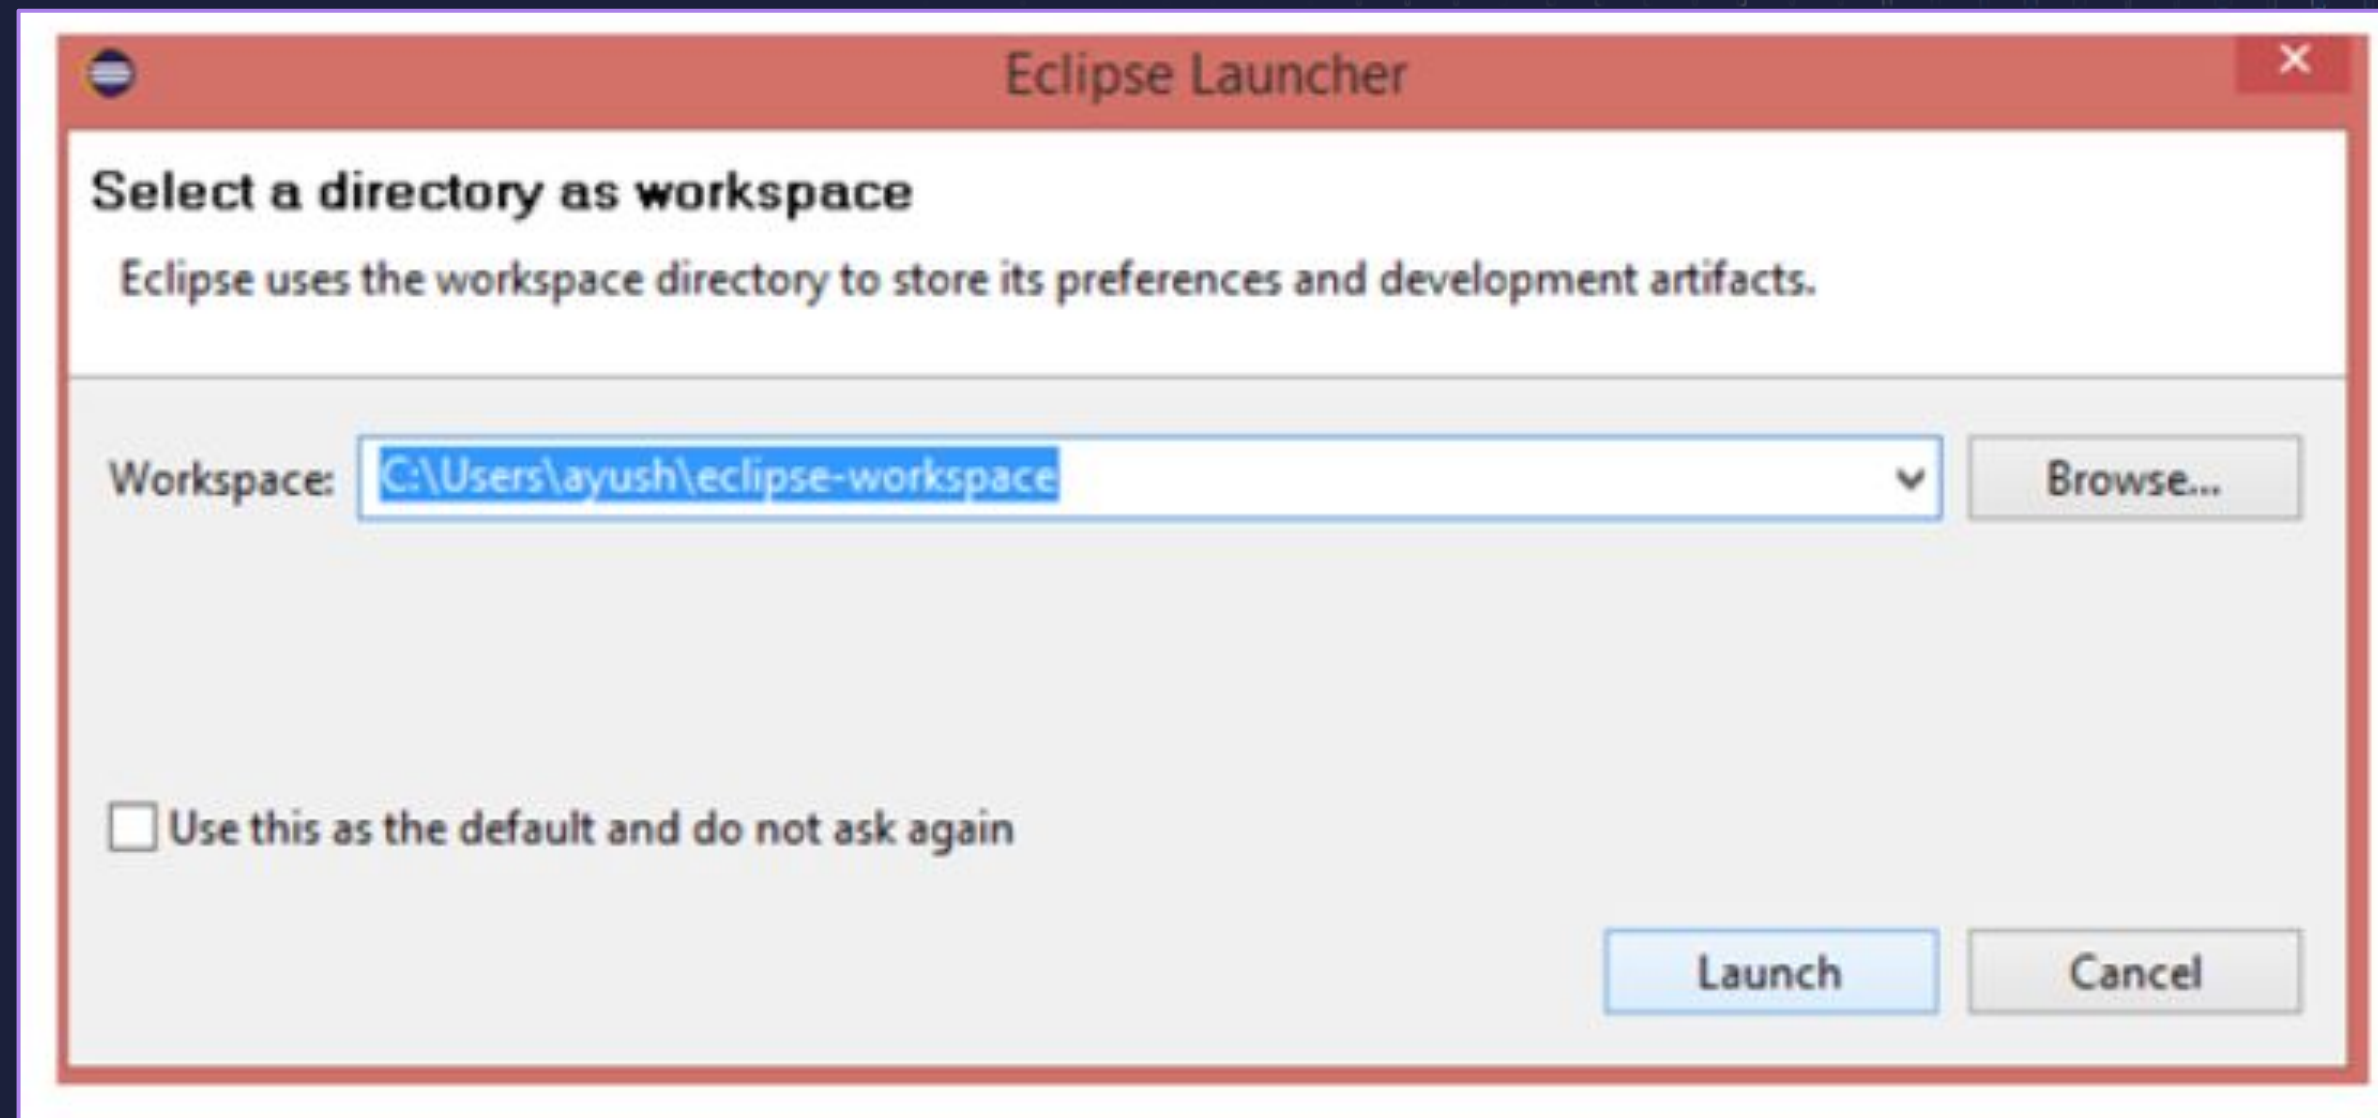 Eclipse Launcher
Select a directory as workspace
Eclipse uses the workspace directory to store its preferences and development artifacts.
Workspace: C:\Users\ayush\eclipse-workspace Browse...
Use this as the default and do not ask again
Launch Cancel